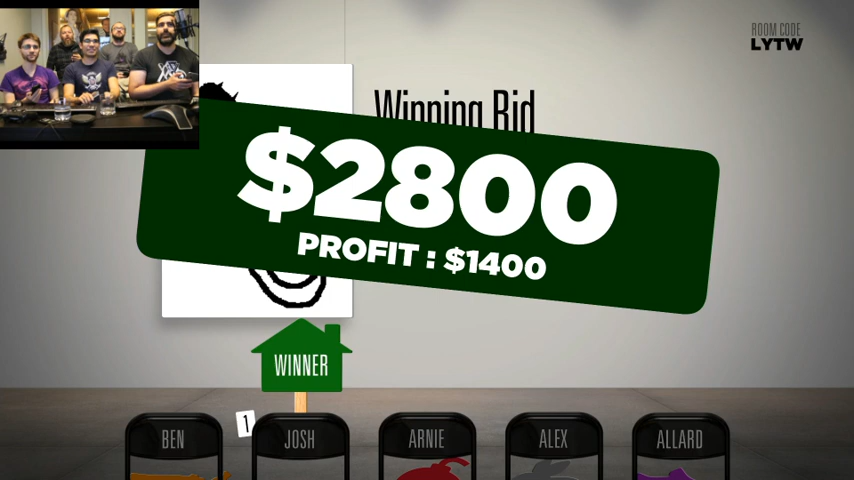 ROOM CODE
LYTW
Winning Bid
$2800
PROFIT : $1400
WINNER
1
BEN
JOSH
ARNIE
ALEX
ALLARD